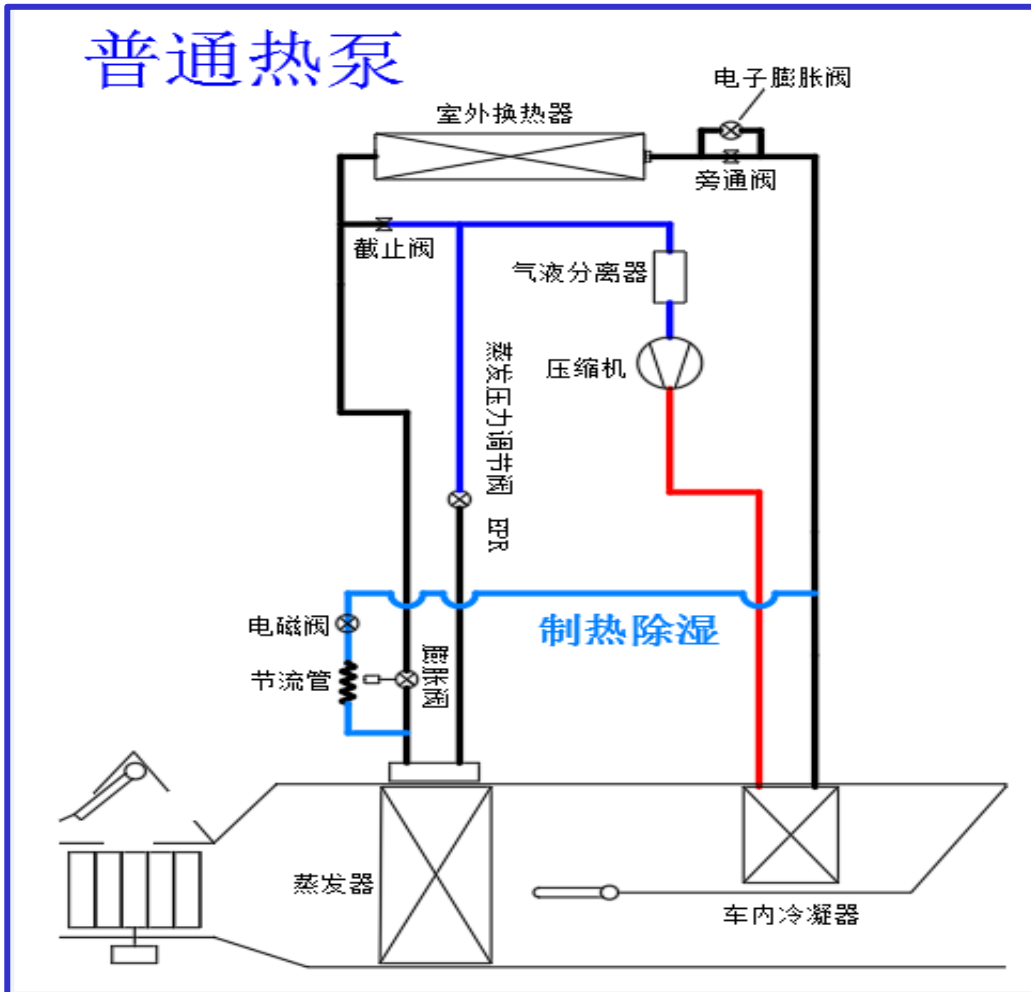 普通热泵
电子膨胀阀
室外换热器
旁通阀
截止阀
气液分离器
压缩机
蒸发压力调节阀 EPR
电磁阀
制热除湿
节流管
膨胀阀
蒸发器
车内冷凝器